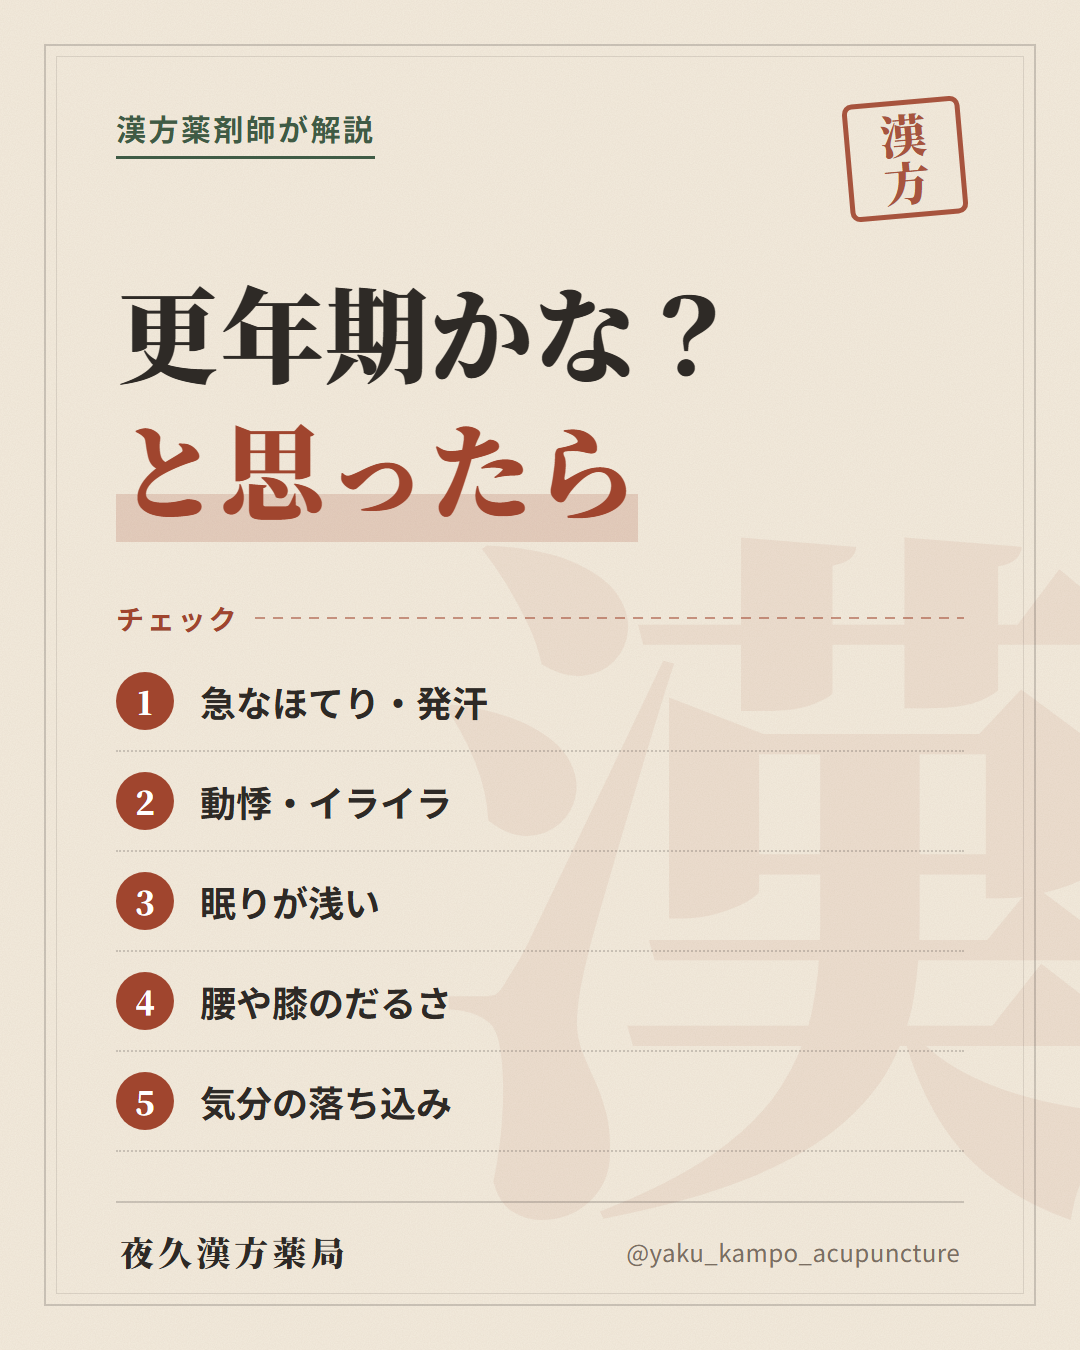 漢方薬剤師が解説
漢方
更年期かな？
と思ったら
チェック
1 急なほてり・発汗
2 動悸・イライラ
3 眠りが浅い
4 腰や膝のだるさ
5 気分の落ち込み
漢
夜久漢方薬局
@yaku_kampo_acupuncture